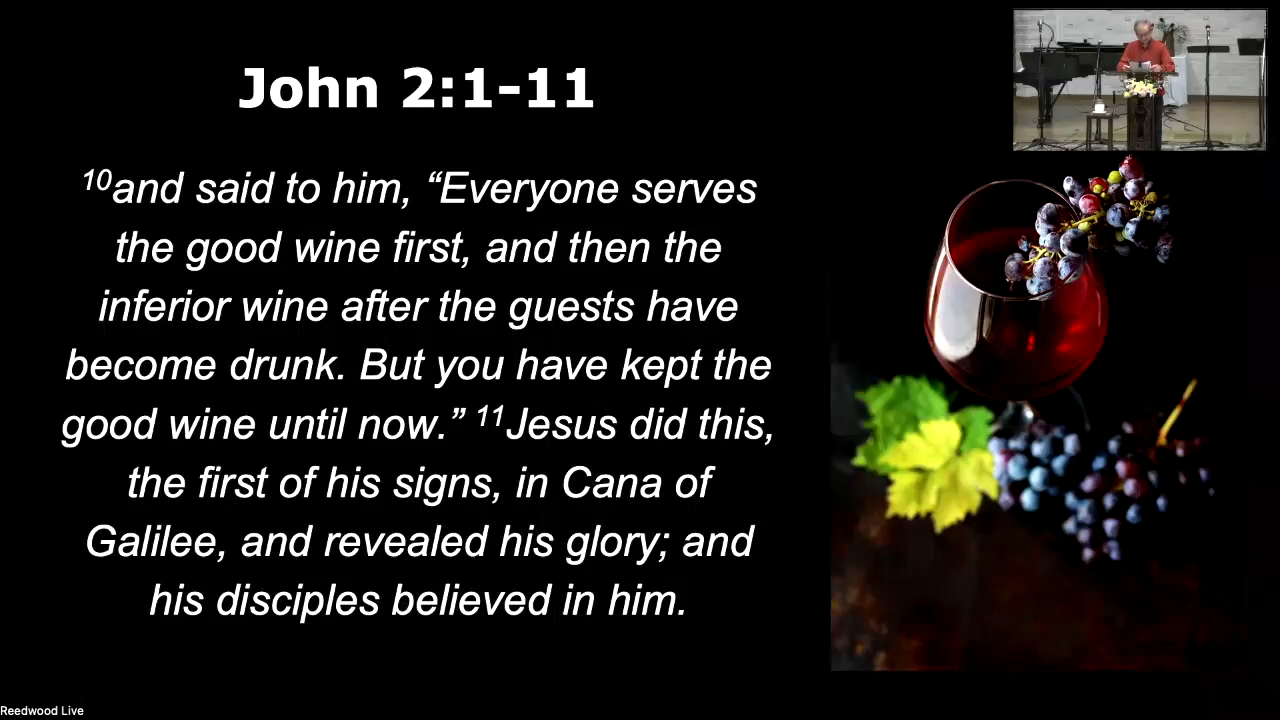 John 2:1-11
10and said to him, “Everyone serves
the good wine first, and then the
inferior wine after the guests have
become drunk. But you have kept the
good wine until now.” 11Jesus did this,
the first of his signs, in Cana of
Galilee, and revealed his glory; and
his disciples believed in him.
Reedwood Live